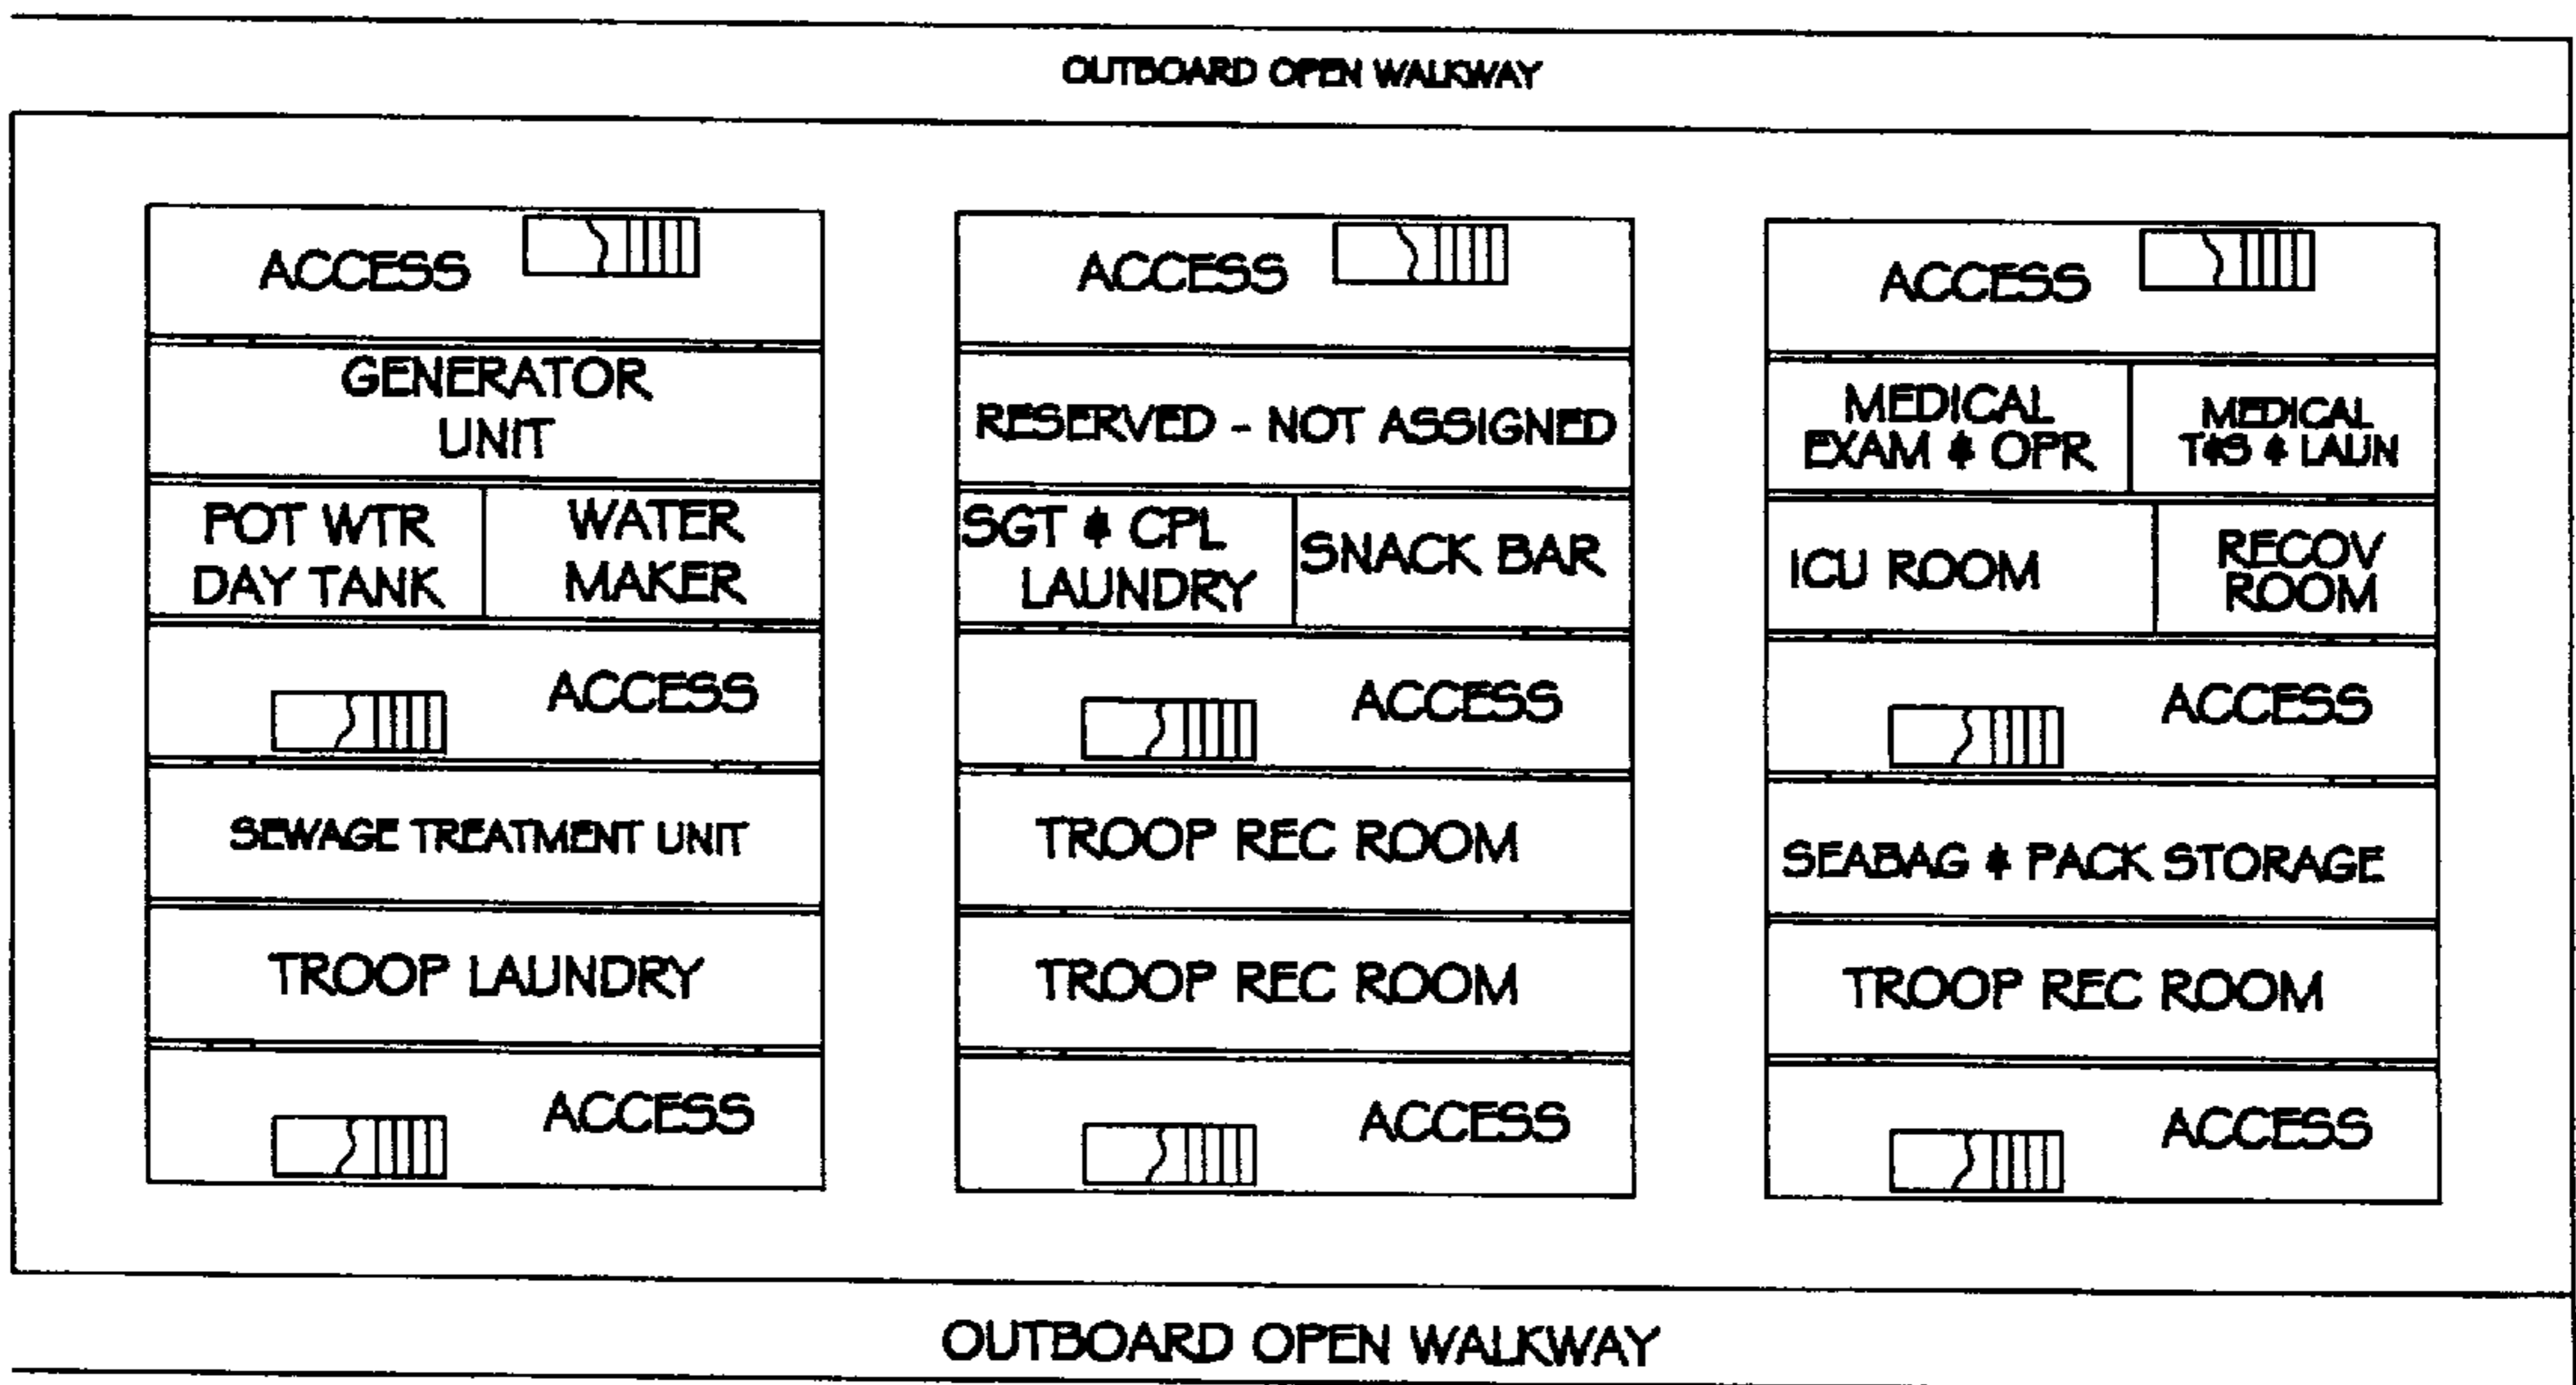 OUTBOARD OPEN WALKWAY
ACCESS
GENERATOR
UNIT
POT WTR
DAY TANK
WATER
MAKER
ACCESS
SEWAGE TREATMENT UNIT
TROOP LAUNDRY
ACCESS
ACCESS
RESERVED - NOT ASSIGNED
SGT & CPL
LAUNDRY
SNACK BAR
ACCESS
TROOP REC ROOM
TROOP REC ROOM
ACCESS
ACCESS
MEDICAL
EXAM & OPR
MEDICAL
T&S & LAUN
ICU ROOM
RECOV
ROOM
ACCESS
SEABAG & PACK STORAGE
TROOP REC ROOM
ACCESS
OUTBOARD OPEN WALKWAY